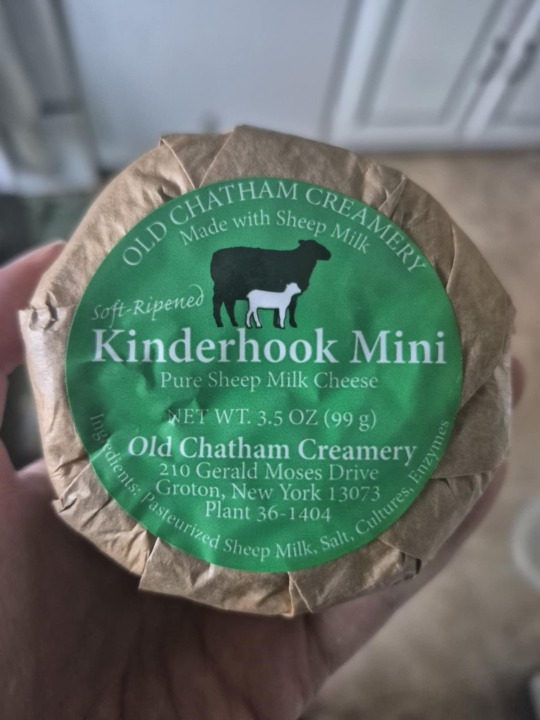 OLD CHATHAM CREAMERY
Made with Sheep Milk
Soft-Ripened
Kinderhook Mini
Pure Sheep Milk Cheese
NET WT. 3.5 OZ (99 g)
Old Chatham Creamery
210 Gerald Moses Drive
Groton, New York 13073
Plant 36-1404
Ingredients: Pasteurized Sheep Milk, Salt, Cultures, Enzymes